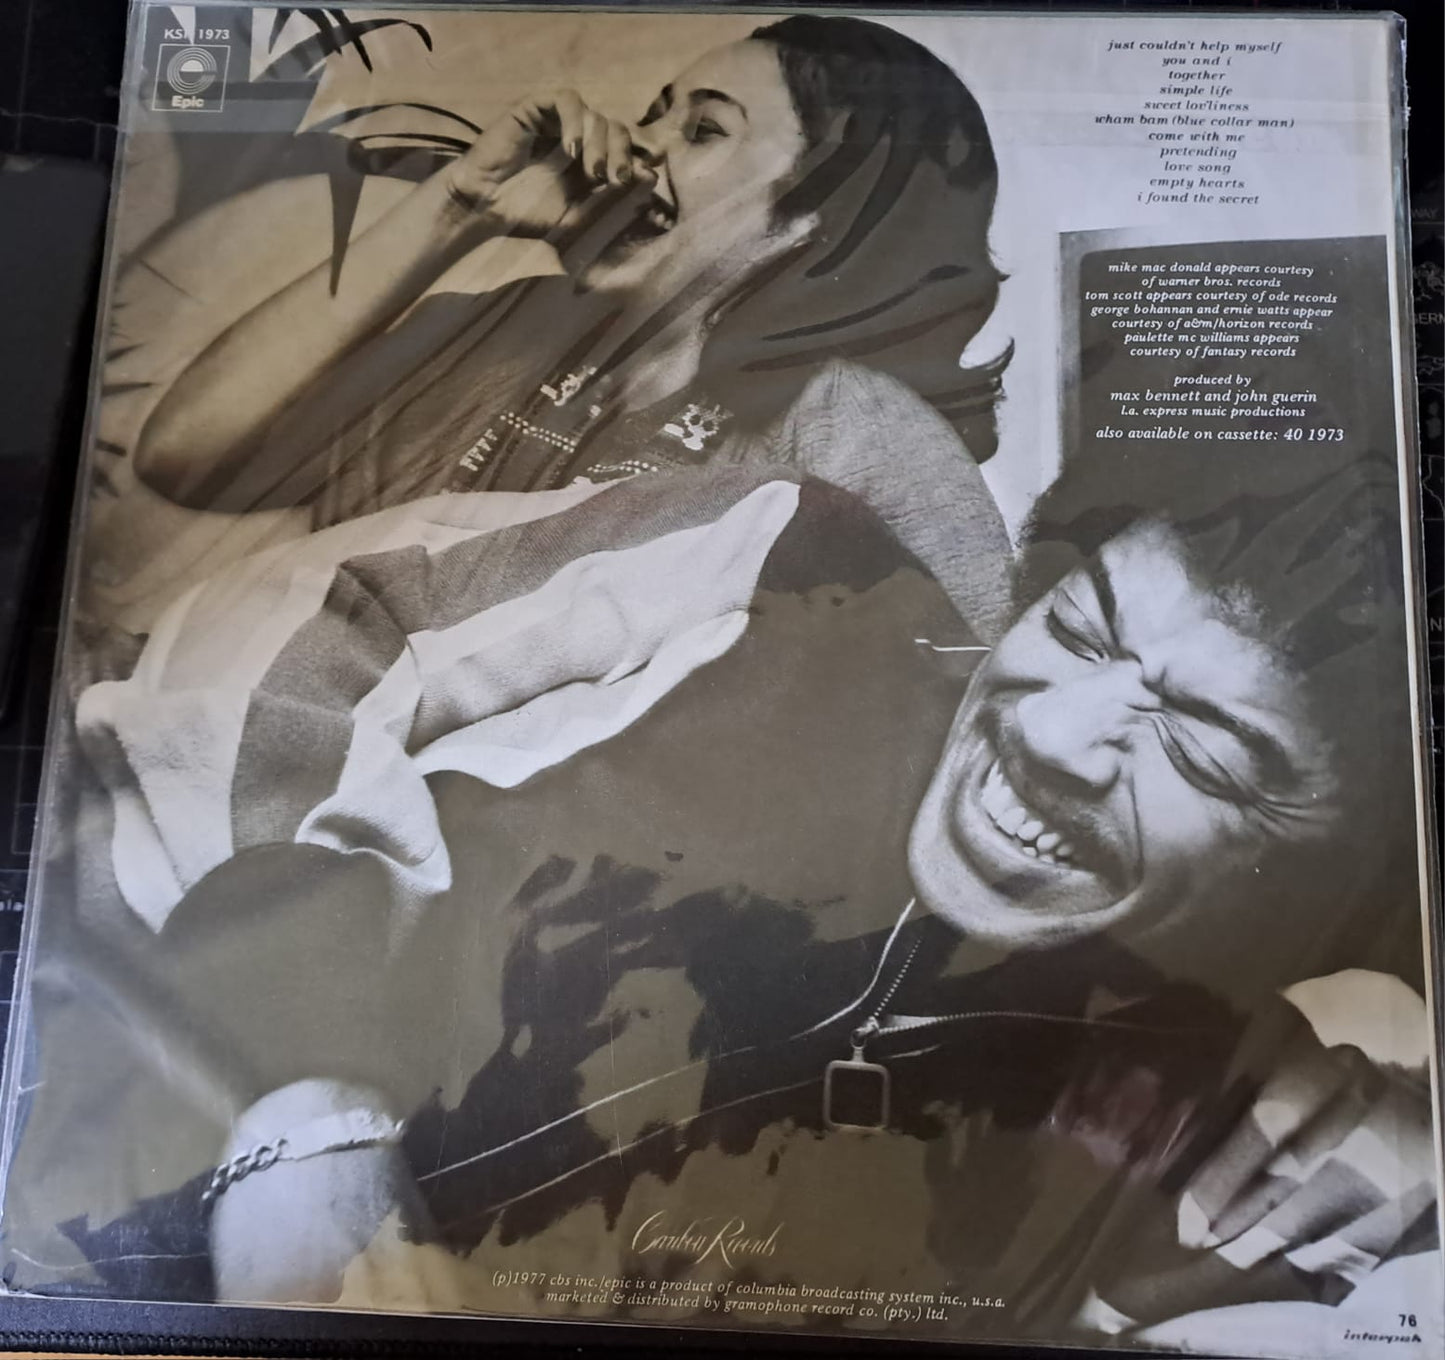 KSF 1973
Epic
just couldn't help myself
you and i
together
simple life
sweet lov'liness
wham bam (blue collar man)
come with me
pretending
love song
empty hearts
i found the secret
mike mac donald appears courtesy
of warner bros. records
tom scott appears courtesy of ode records
george bohannan and ernie watts appear
courtesy of a&m/horizon records
paulette mc williams appears
courtesy of fantasy records
produced by
max bennett and john guerin
l.a. express music productions
also available on cassette: 40 1973
Caribou Records
(p)1977 cbs inc./epic is a product of columbia broadcasting system inc., u.s.a.
marketed & distributed by gramophone record co. (pty.) ltd.
76
interpak